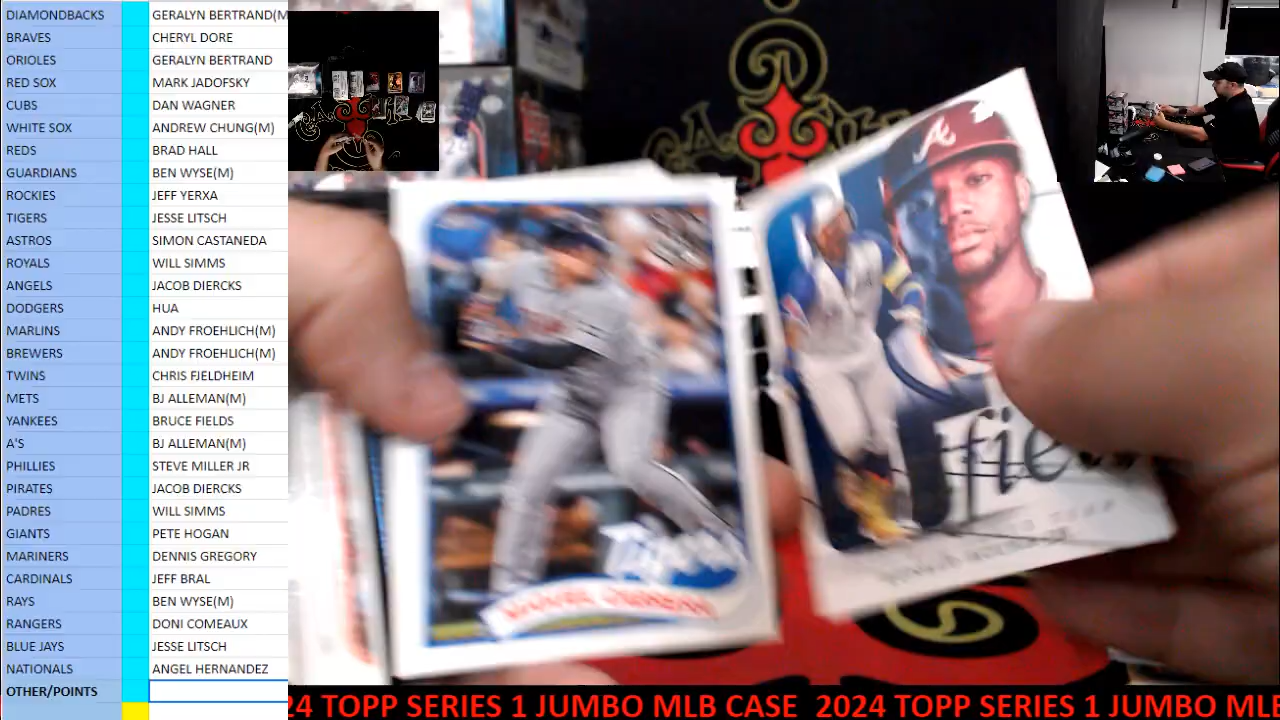 DIAMONDBACKS GERALYN BERTRAND(M
BRAVES CHERYL DORE
ORIOLES GERALYN BERTRAND
RED SOX MARK JADOFSKY
CUBS DAN WAGNER
WHITE SOX ANDREW CHUNG(M)
REDS BRAD HALL
GUARDIANS BEN WYSE(M)
ROCKIES JEFF YERXA
TIGERS JESSE LITSCH
ASTROS SIMON CASTANEDA
ROYALS WILL SIMMS
ANGELS JACOB DIERCKS
DODGERS HUA
MARLINS ANDY FROEHLICH(M)
BREWERS ANDY FROEHLICH(M)
TWINS CHRIS FJELDHEIM
METS BJ ALLEMAN(M)
YANKEES BRUCE FIELDS
A'S BJ ALLEMAN(M)
PHILLIES STEVE MILLER JR
PIRATES JACOB DIERCKS
PADRES WILL SIMMS
GIANTS PETE HOGAN
MARINERS DENNIS GREGORY
CARDINALS JEFF BRAL
RAYS BEN WYSE(M)
RANGERS DONI COMEAUX
BLUE JAYS JESSE LITSCH
NATIONALS ANGEL HERNANDEZ
OTHER/POINTS
A
Tigers
24 TOPP SERIES 1 JUMBO MLB CASE 2024 TOPP SERIES 1 JUMBO MLB